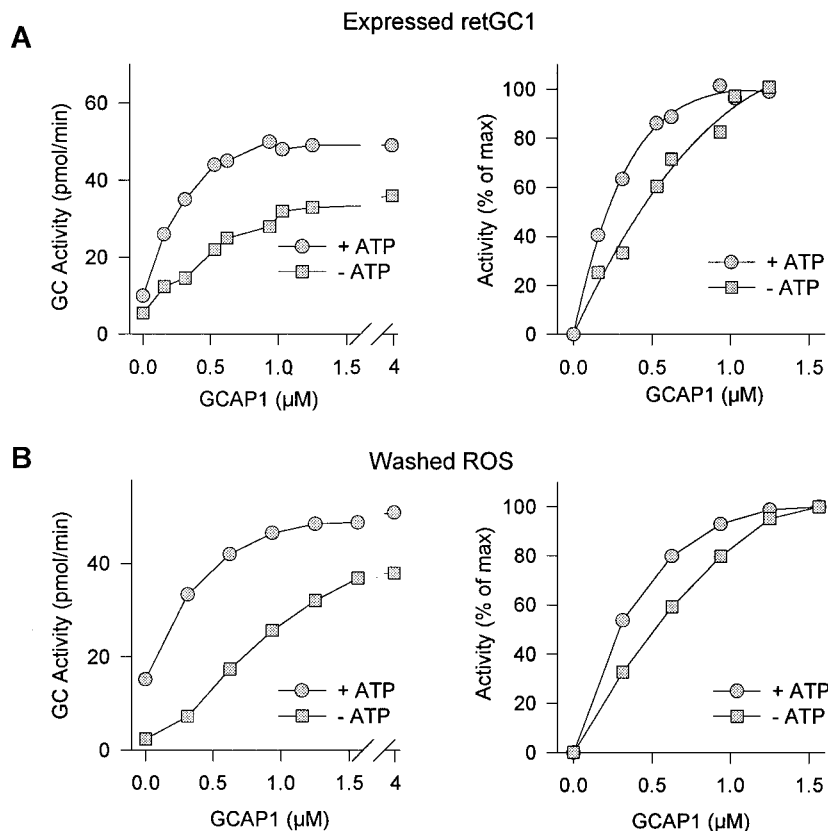 Expressed retGC1
A
GC Activity (pmol/min)
60
40
20
0
0.0 0.5 1.0 1.5 4
GCAP1 (µM)
+ ATP
- ATP
Activity (% of max)
100
80
60
40
20
0
0.0 0.5 1.0 1.5
GCAP1 (µM)
+ ATP
- ATP
B
Washed ROS
GC Activity (pmol/min)
40
20
0
0.0 0.5 1.0 1.5 4
GCAP1 (µM)
+ ATP
- ATP
Activity (% of max)
100
80
60
40
20
0
0.0 0.5 1.0 1.5
GCAP1 (µM)
+ ATP
- ATP